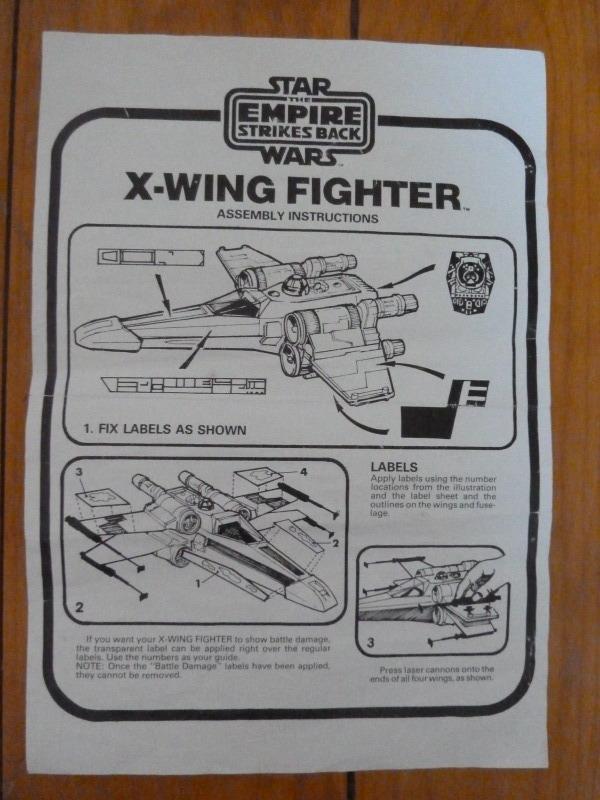 STAR
EMPIRE
STRIKES BACK
WARS™
X-WING FIGHTER™
ASSEMBLY INSTRUCTIONS
1. FIX LABELS AS SHOWN
3
4
2
1
2
LABELS
Apply labels using the number
locations from the illustration
and the label sheet and the
outlines on the wings and fuse-
lage.
3
If you want your X-WING FIGHTER to show battle damage,
the transparent label can be applied right over the regular
labels. Use the numbers as your guide.
NOTE: Once the "Battle Damage" labels have been applied,
they cannot be removed.
Press laser cannons onto the
ends of all four wings, as shown.